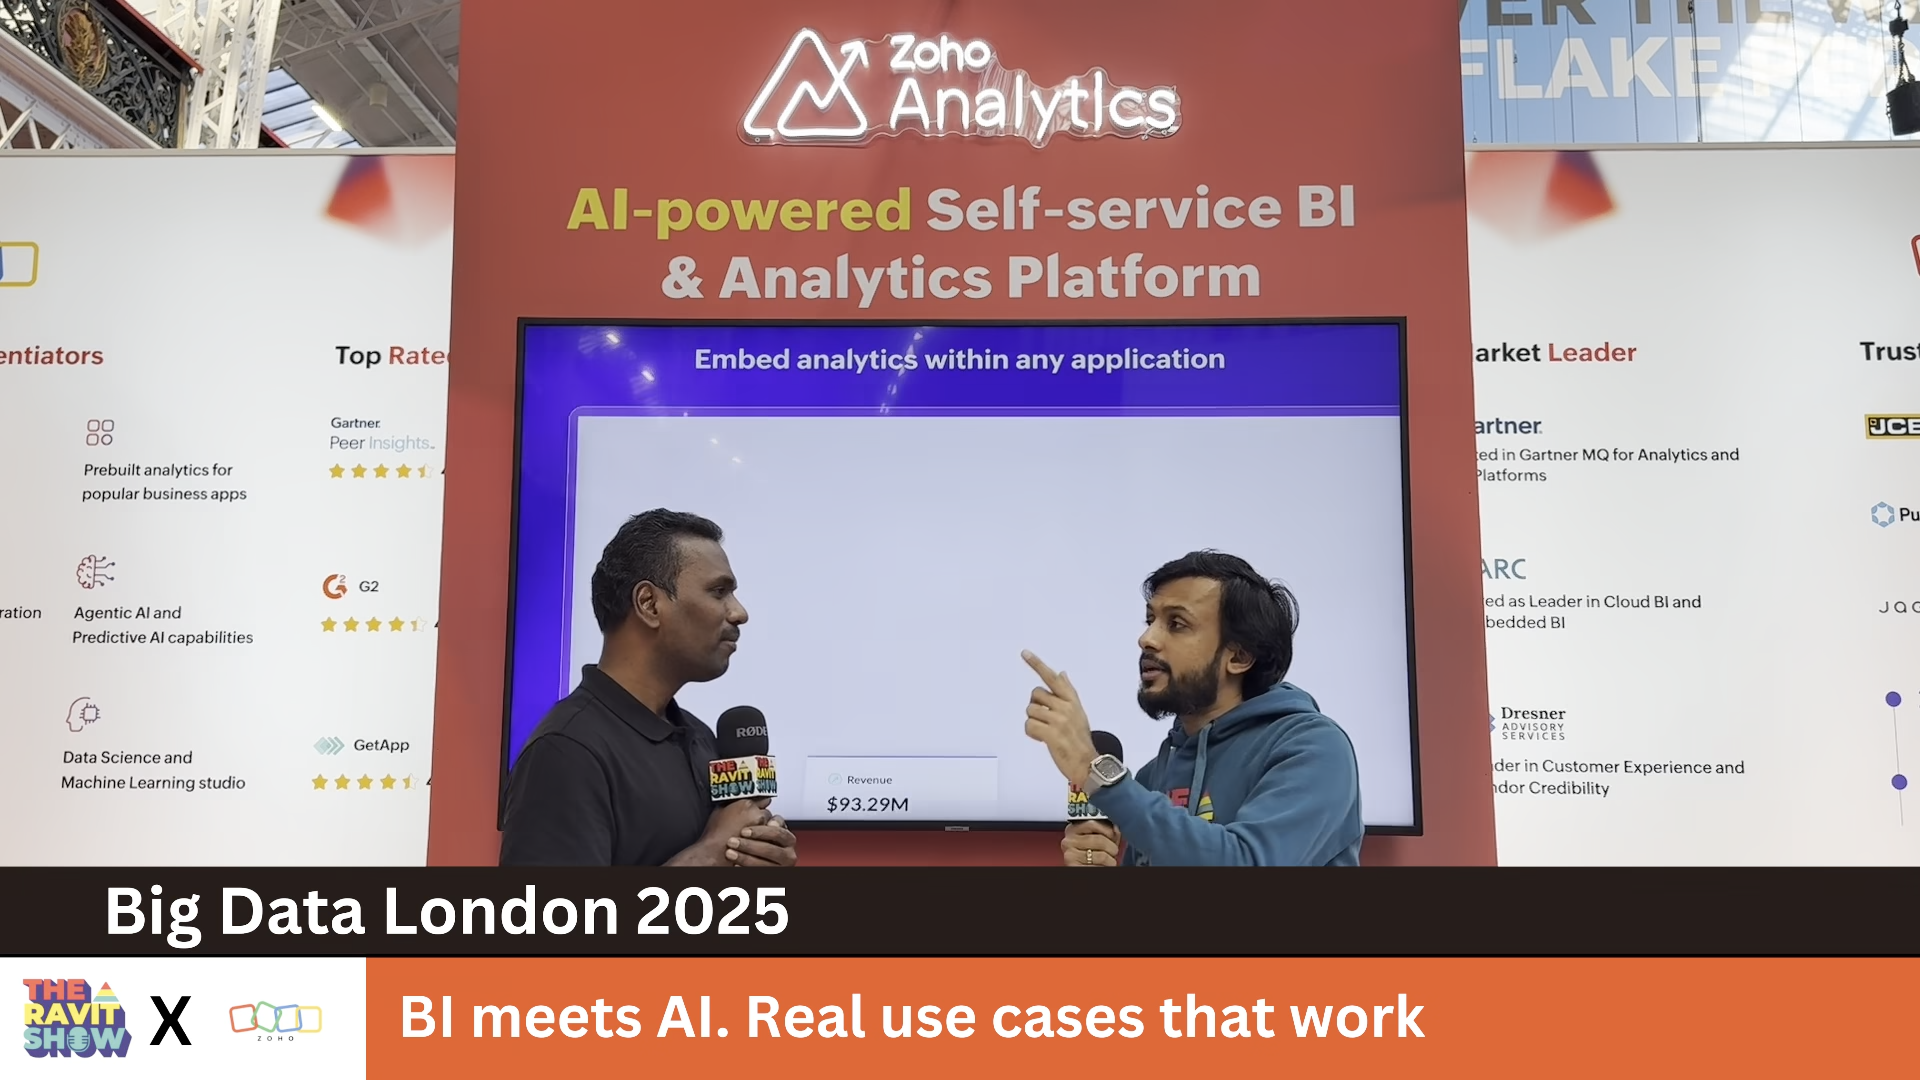 Zoho
Analytics
AI-powered Self-service BI
& Analytics Platform
Embed analytics within any application
Revenue
$93.29M
FLAKE
entiators
Prebuilt analytics for
popular business apps
ration
Agentic AI and
Predictive AI capabilities
Data Science and
Machine Learning studio
Top Rate
Gartner
Peer Insights
G2
GetApp
arket Leader
artner
ed in Gartner MQ for Analytics and
Platforms
ARC
ed as Leader in Cloud BI and
bedded BI
Dresner
ADVISORY
SERVICES
der in Customer Experience and
ndor Credibility
Trust
JCB
Pu
JAG
RØDE
THE
RAVIT
SHOW
Big Data London 2025
THE
RAVIT
SHOW
X
ZOHO
BI meets AI. Real use cases that work